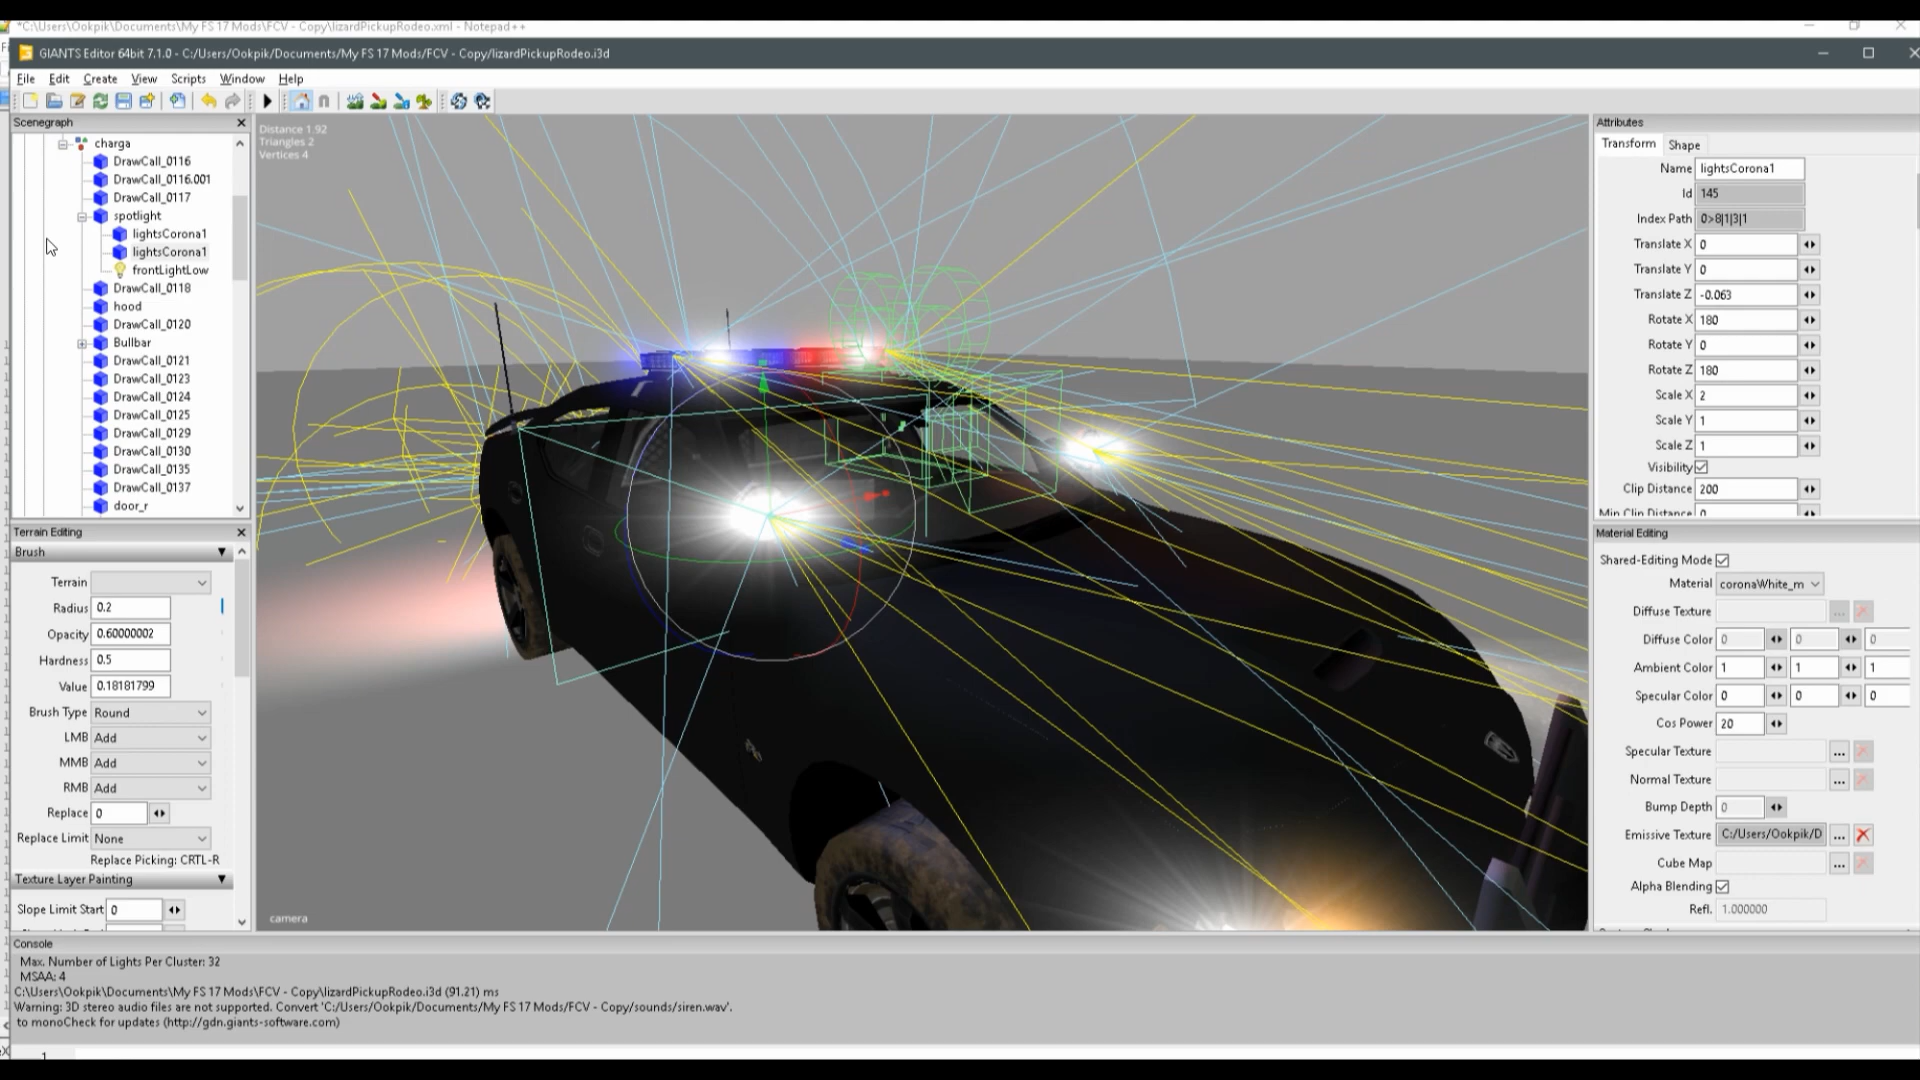 *C:\Users\Ookpik\Documents\My FS 17 Mods\FCV - Copy\lizardPickupRodeo.xml - Notepad++
GIANTS Editor 64bit 7.1.0 - C:/Users/Ookpik/Documents/My FS 17 Mods/FCV - Copy/lizardPickupRodeo.i3d
File Edit Create View Scripts Window Help
Scenegraph
charga
DrawCall_0116
DrawCall_0116.001
DrawCall_0117
spotlight
lightsCorona1
lightsCorona1
frontLightLow
DrawCall_0118
hood
DrawCall_0120
Bullbar
DrawCall_0121
DrawCall_0123
DrawCall_0124
DrawCall_0125
DrawCall_0129
DrawCall_0130
DrawCall_0135
DrawCall_0137
door_r
Terrain Editing
Brush
Terrain
Radius 0.2
Opacity 0.60000002
Hardness 0.5
Value 0.18181799
Brush Type Round
LMB Add
MMB Add
RMB Add
Replace 0
Replace Limit None
Replace Picking: CRTL-R
Texture Layer Painting
Slope Limit Start 0
Distance 1.92
Triangles 2
Vertices 4
camera
Attributes
Transform Shape
Name lightsCorona1
Id 145
Index Path 0>8|1|3|1
Translate X 0
Translate Y 0
Translate Z -0.063
Rotate X 180
Rotate Y 0
Rotate Z 180
Scale X 2
Scale Y 1
Scale Z 1
Visibility
Clip Distance 200
Min Clip Distance 0
Material Editing
Shared-Editing Mode
Material coronaWhite_m
Diffuse Texture ...
Diffuse Color 0 0 0
Ambient Color 1 1 1
Specular Color 0 0 0
Cos Power 20
Specular Texture ...
Normal Texture ...
Bump Depth 0
Emissive Texture C:/Users/Ookpik/D ...
Cube Map ...
Alpha Blending
Refl. 1.000000
Console
Max. Number of Lights Per Cluster: 32
MSAA: 4
C:\Users\Ookpik\Documents\My FS 17 Mods\FCV - Copy\lizardPickupRodeo.i3d (91.21) ms
Warning: 3D stereo audio files are not supported. Convert 'C:/Users/Ookpik/Documents/My FS 17 Mods/FCV - Copy/sounds/siren.wav'.
to monoCheck for updates (http://gdn.giants-software.com)
1